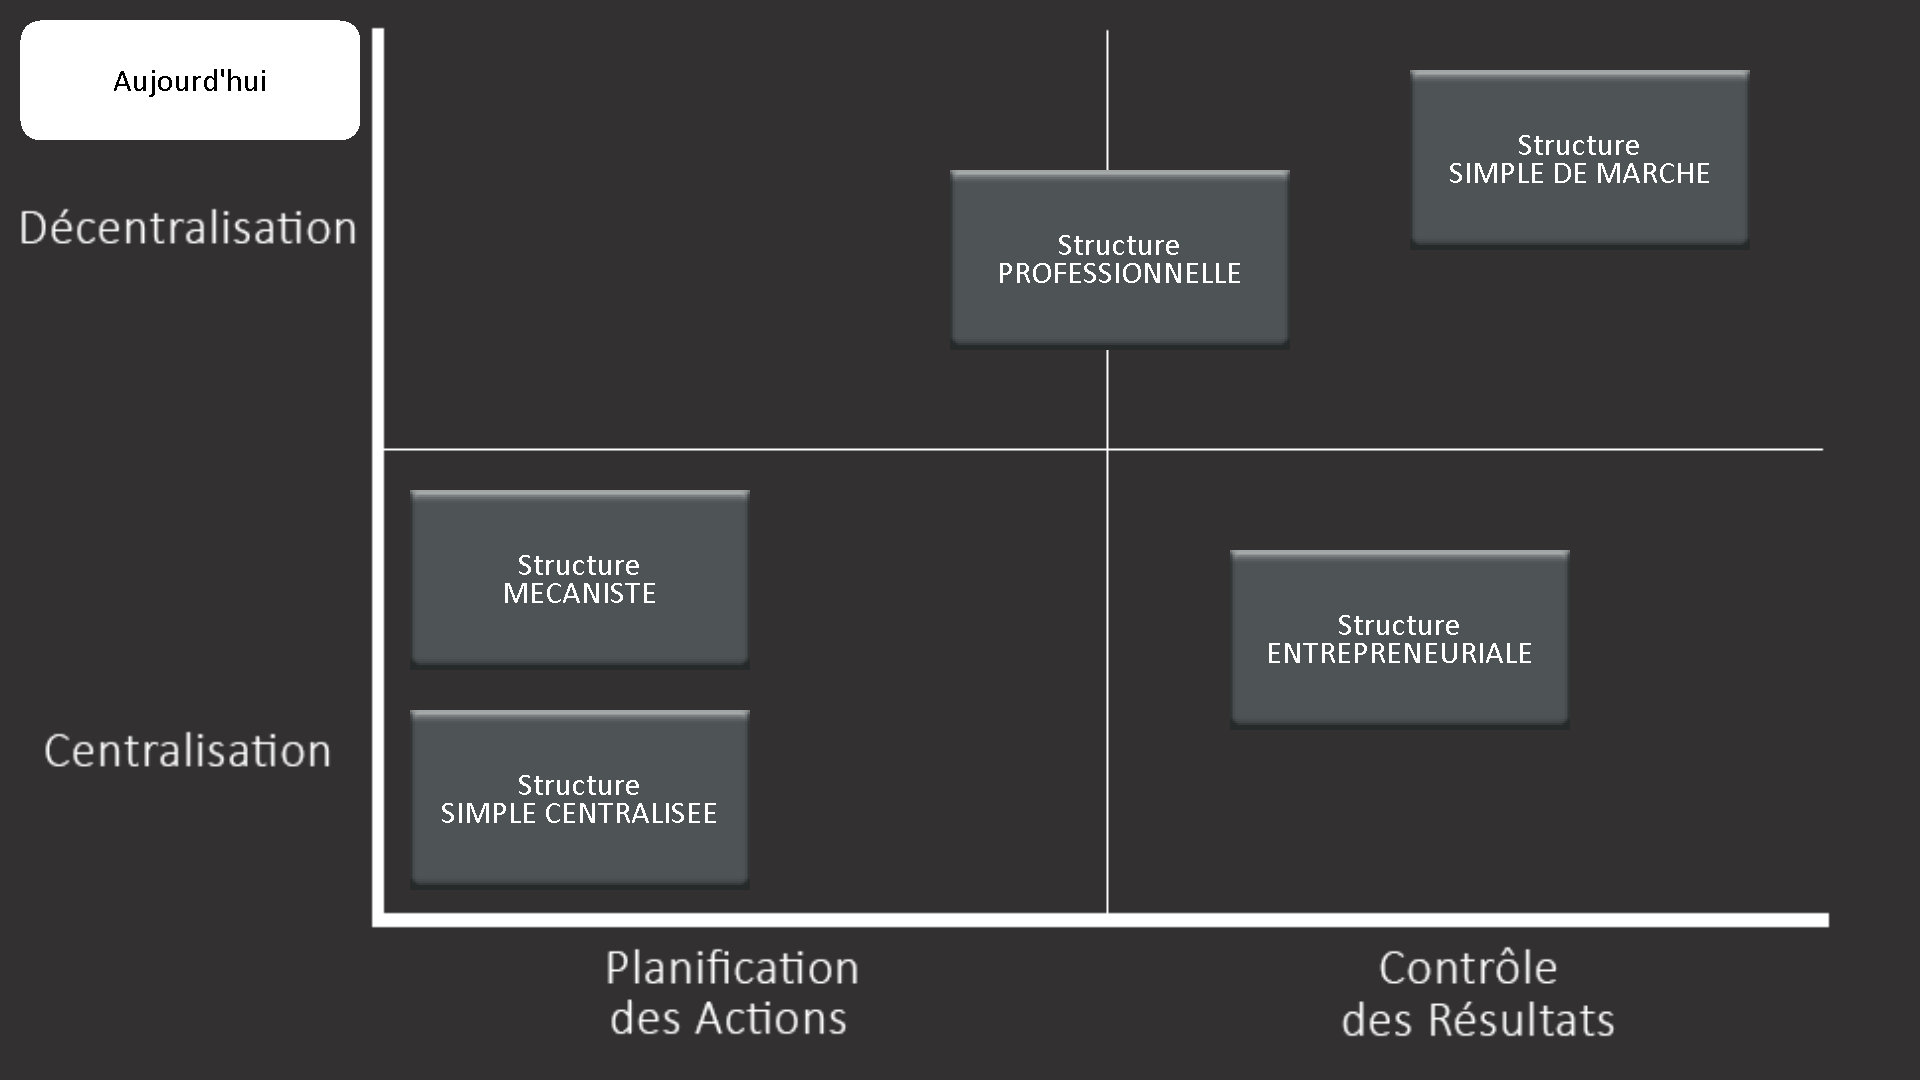 Aujourd'hui
Décentralisation
Structure
SIMPLE DE MARCHE
Structure
PROFESSIONNELLE
Structure
MECANISTE
Structure
ENTREPRENEURIALE
Centralisation
Structure
SIMPLE CENTRALISEE
Planification
des Actions
Contrôle
des Résultats